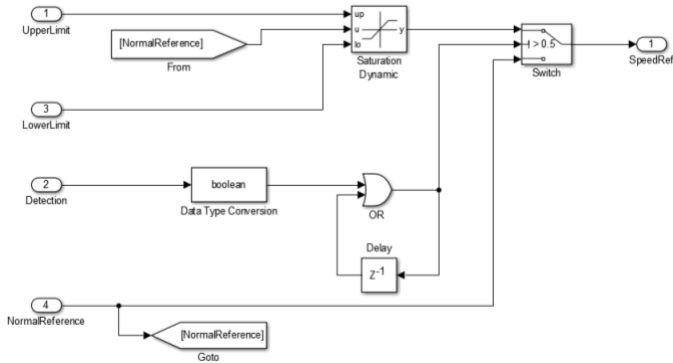 1
UpperLimit
[NormalReference]
From
up
u
lo
y
Saturation
Dynamic
> 0.5
Switch
1
SpeedRef
3
LowerLimit
2
Detection
boolean
Data Type Conversion
OR
Delay
Z-1
4
NormalReference
[NormalReference]
Goto